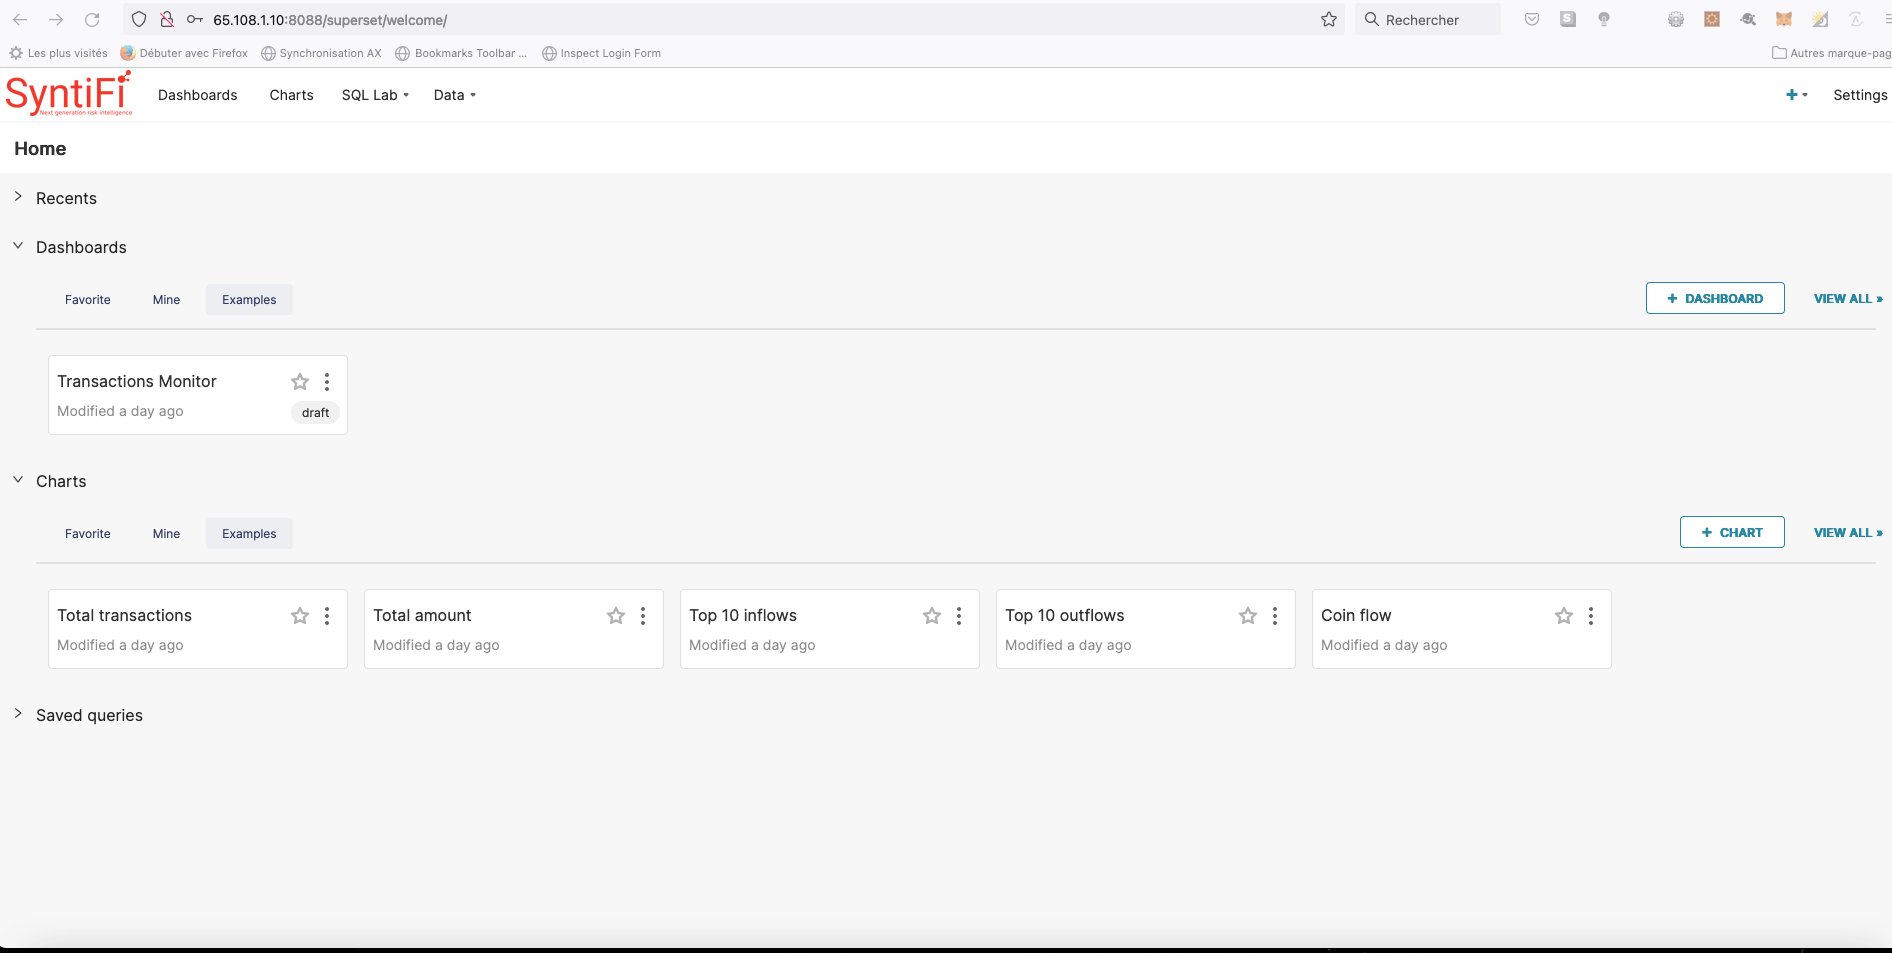 65.108.1.10:8088/superset/welcome/ Rechercher
Les plus visités Débuter avec Firefox Synchronisation AX Bookmarks Toolbar ... Inspect Login Form Autres marque-pag
SyntiFi
Next generation risk intelligence
Dashboards Charts SQL Lab Data + Settings
Home
Recents
Dashboards
Favorite Mine Examples + DASHBOARD VIEW ALL »
Transactions Monitor
Modified a day ago draft
Charts
Favorite Mine Examples + CHART VIEW ALL »
Total transactions Total amount Top 10 inflows Top 10 outflows Coin flow
Modified a day ago Modified a day ago Modified a day ago Modified a day ago Modified a day ago
Saved queries